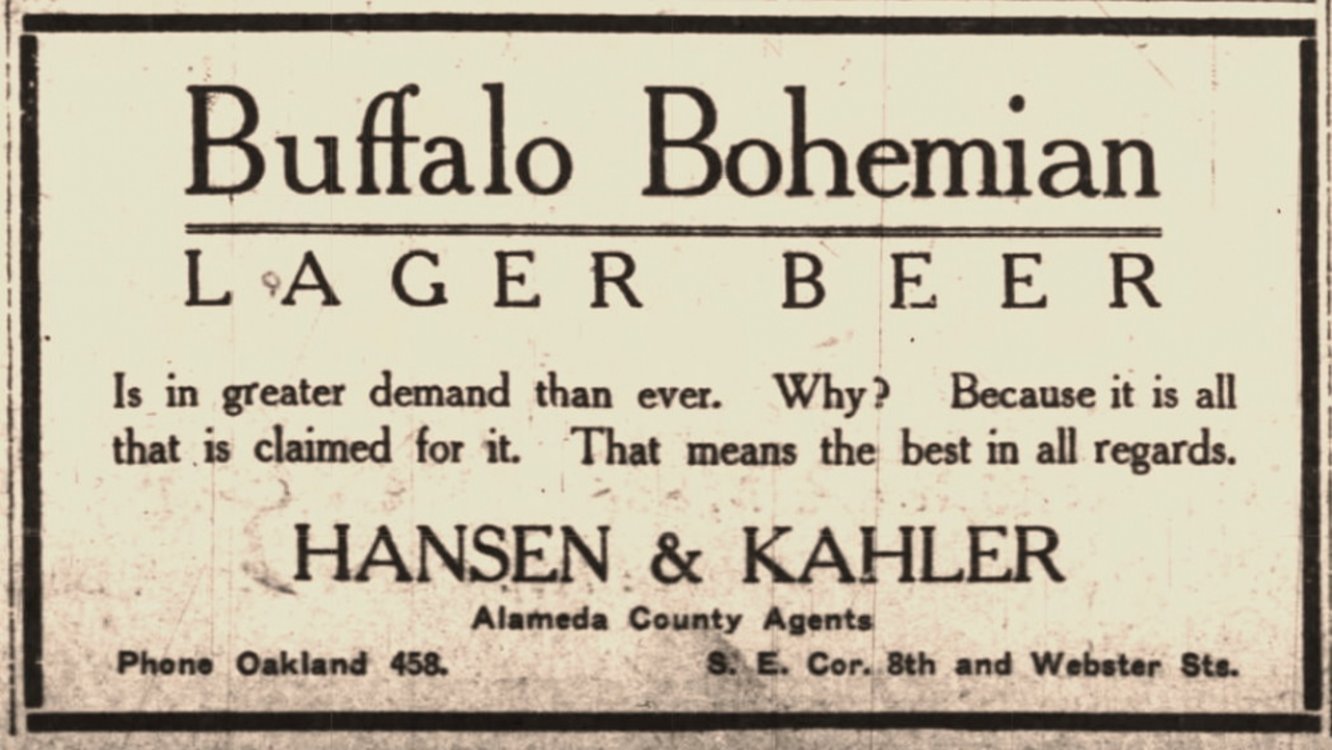 Buffalo Bohemian
LAGER BEER
Is in greater demand than ever. Why? Because it is all
that is claimed for it. That means the best in all regards.
HANSEN & KAHLER
Alameda County Agents
Phone Oakland 458. S. E. Cor. 8th and Webster Sts.